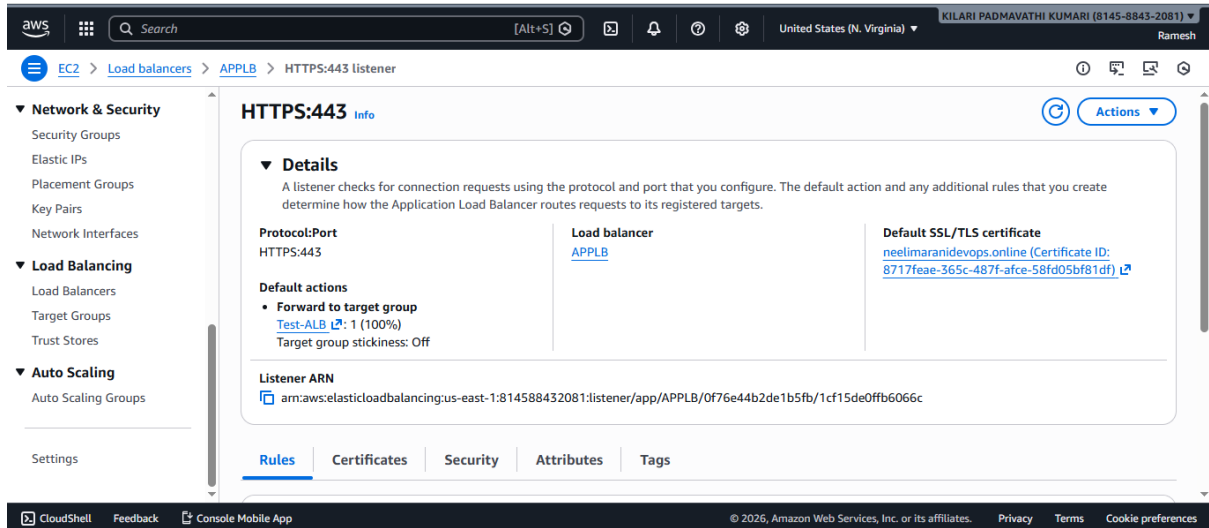 aws
Search [Alt+S]
United States (N. Virginia) ▼
KILARI PADMAVATHI KUMARI (8145-8843-2081) ▼
Ramesh
EC2 > Load balancers > APPLB > HTTPS:443 listener
▼ Network & Security
Security Groups
Elastic IPs
Placement Groups
Key Pairs
Network Interfaces
▼ Load Balancing
Load Balancers
Target Groups
Trust Stores
▼ Auto Scaling
Auto Scaling Groups
Settings
HTTPS:443 Info
Actions ▼
▼ Details
A listener checks for connection requests using the protocol and port that you configure. The default action and any additional rules that you create
determine how the Application Load Balancer routes requests to its registered targets.
Protocol:Port
HTTPS:443
Load balancer
APPLB
Default SSL/TLS certificate
neelimaranidevops.online (Certificate ID:
8717feae-365c-487f-afce-58fd05bf81df)
Default actions
• Forward to target group
Test-ALB : 1 (100%)
Target group stickiness: Off
Listener ARN
arn:aws:elasticloadbalancing:us-east-1:814588432081:listener/app/APPLB/0f76e44b2de1b5fb/1cf15de0ffb6066c
Rules Certificates Security Attributes Tags
CloudShell Feedback Console Mobile App
© 2026, Amazon Web Services, Inc. or its affiliates. Privacy Terms Cookie preferences